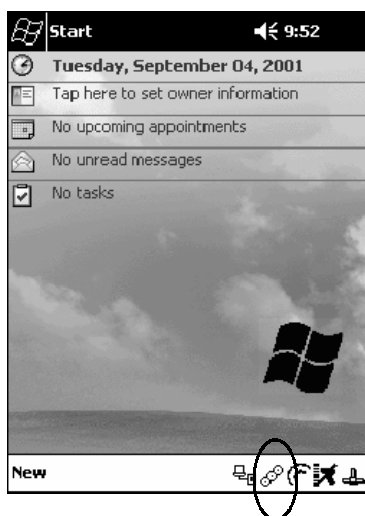 Start 9:52
Tuesday, September 04, 2001
Tap here to set owner information
No upcoming appointments
No unread messages
No tasks
New